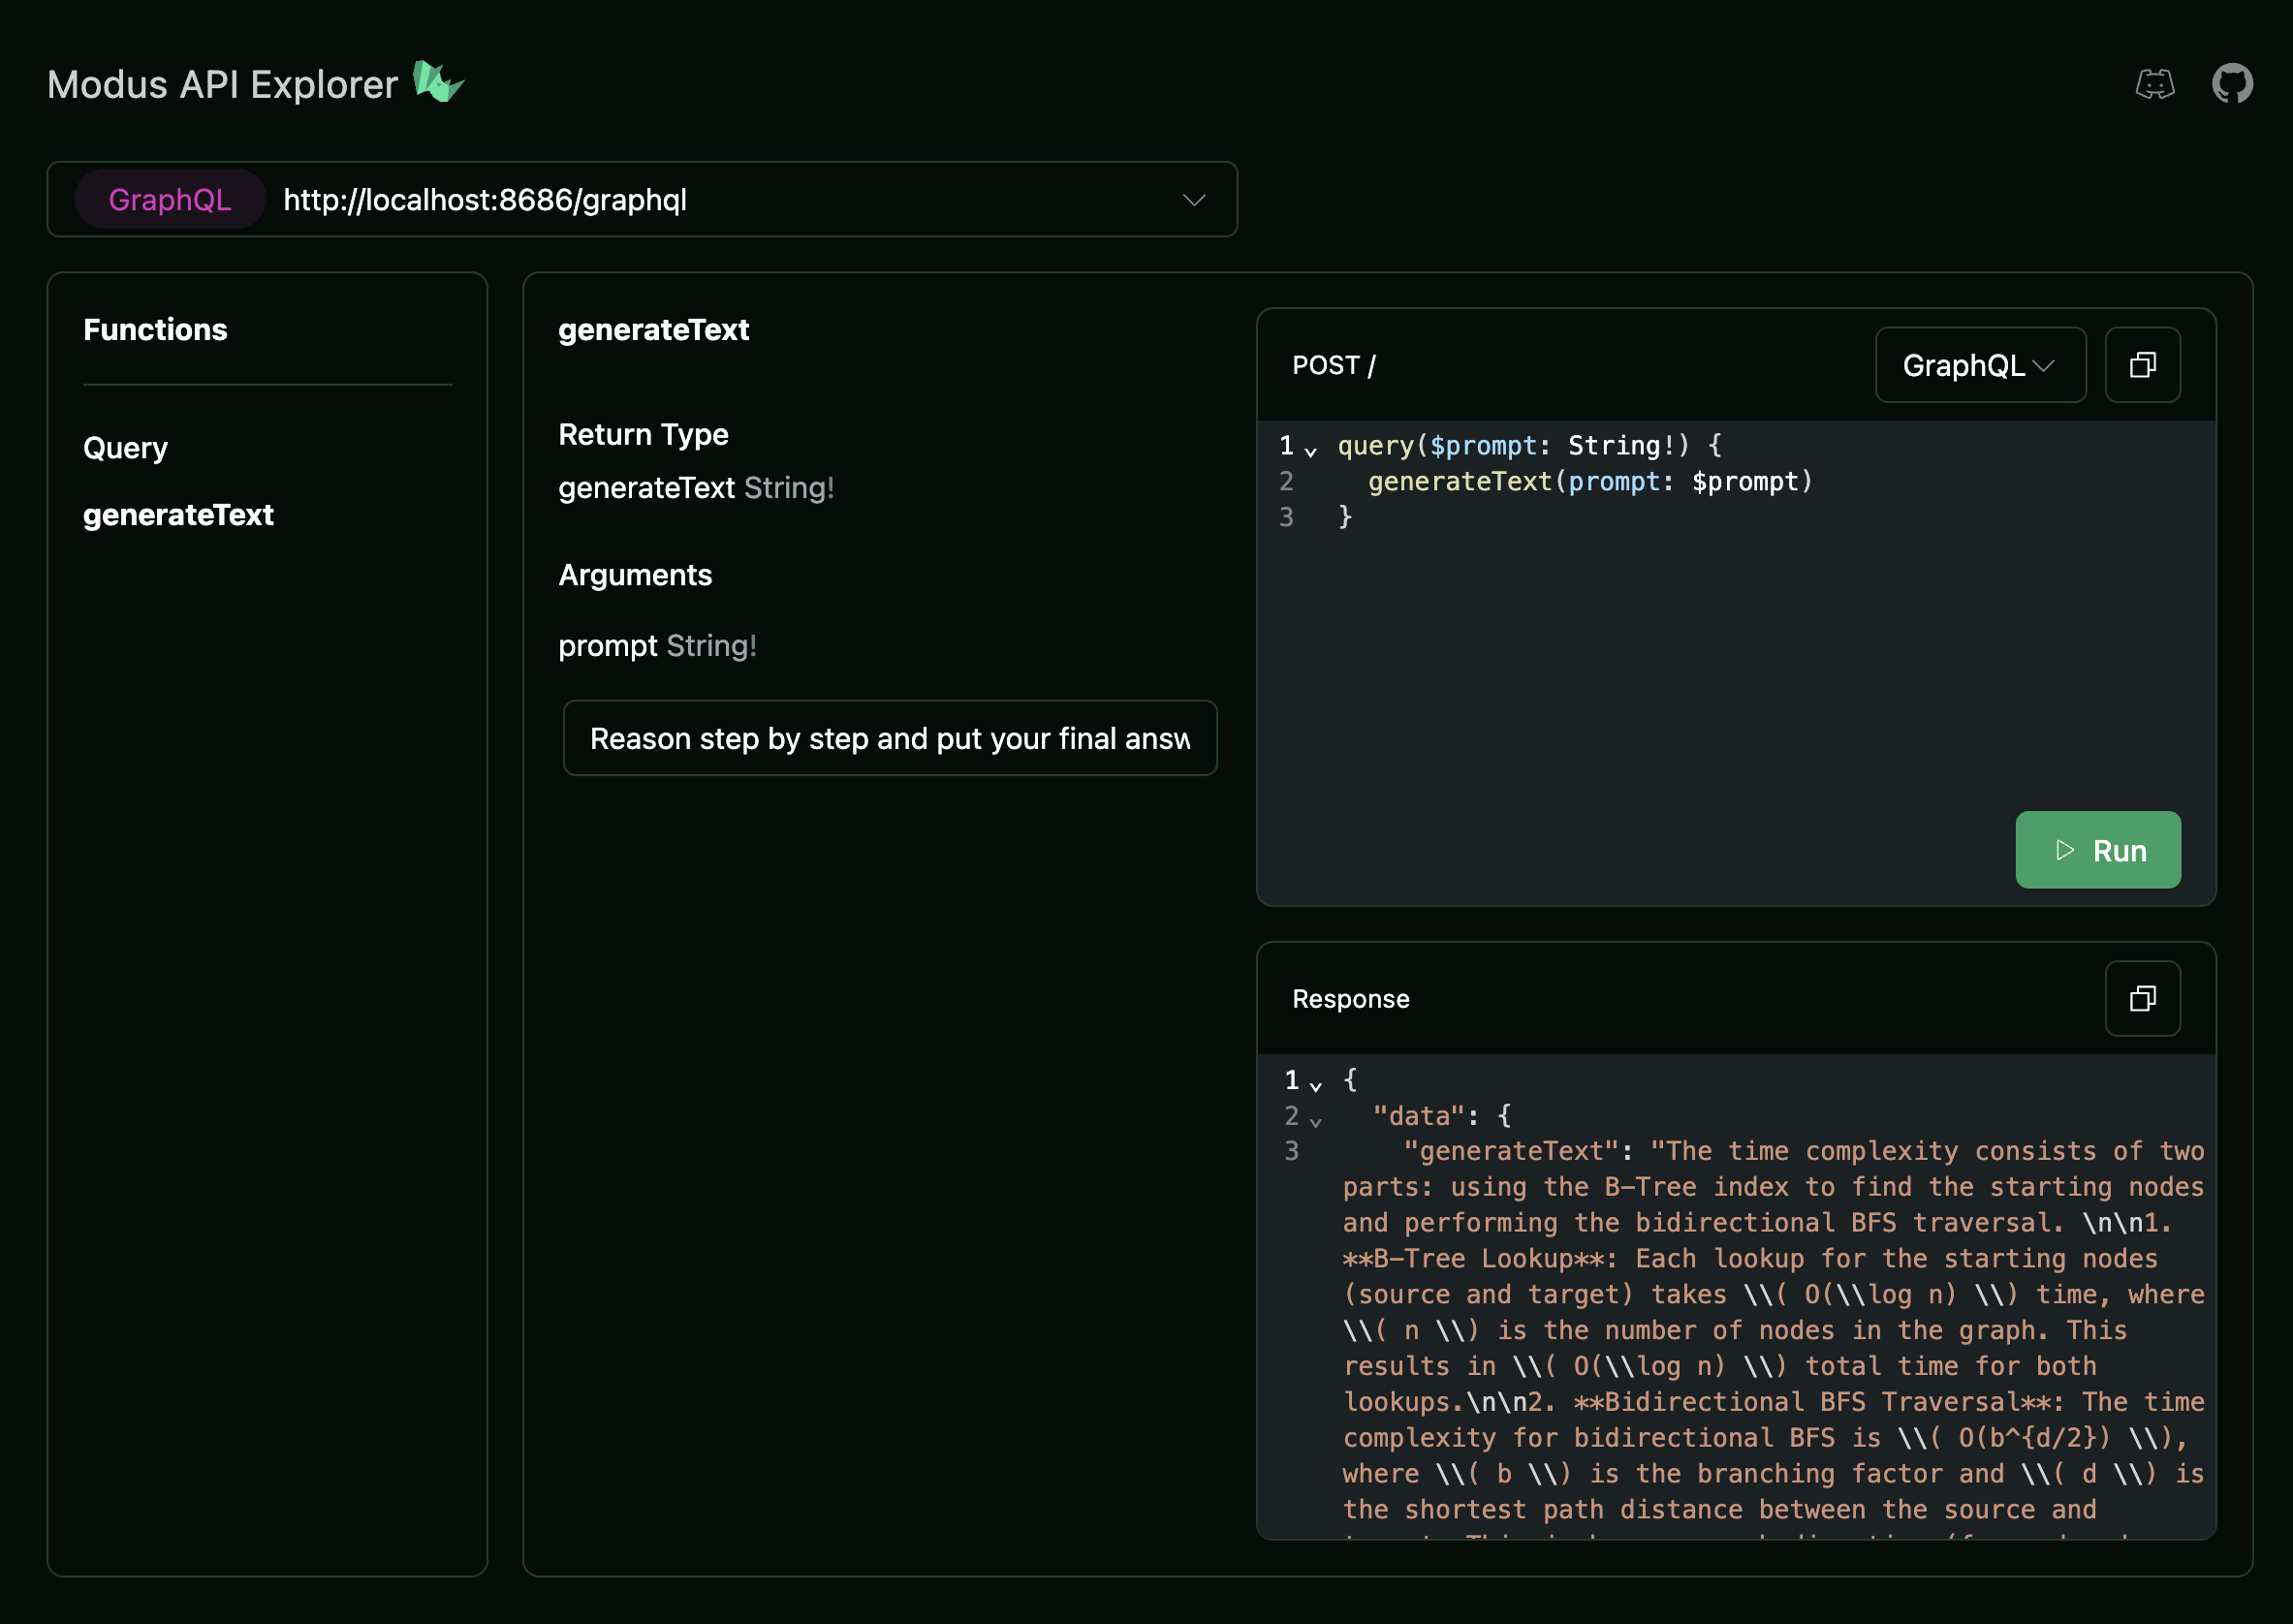 Modus API Explorer
GraphQL http://localhost:8686/graphql
Functions
Query
generateText
generateText
Return Type
generateText String!
Arguments
prompt String!
Reason step by step and put your final answ
POST /
GraphQL
1 query($prompt: String!) {
2 generateText(prompt: $prompt)
3 }
Run
Response
1 {
2 "data": {
3 "generateText": "The time complexity consists of two
parts: using the B-Tree index to find the starting nodes
and performing the bidirectional BFS traversal. \n\n1.
**B-Tree Lookup**: Each lookup for the starting nodes
(source and target) takes \\( O(\\log n) \\) time, where
\\( n \\) is the number of nodes in the graph. This
results in \\( O(\\log n) \\) total time for both
lookups.\n\n2. **Bidirectional BFS Traversal**: The time
complexity for bidirectional BFS is \\( O(b^{d/2}) \\),
where \\( b \\) is the branching factor and \\( d \\) is
the shortest path distance between the source and